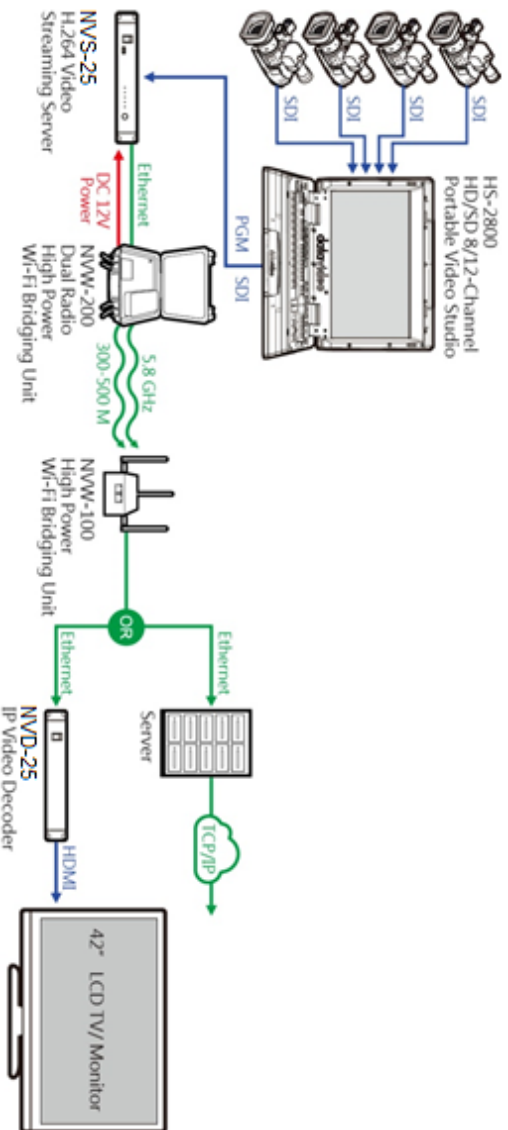 SDI
SDI
SDI
SDI
HS-2800
HD/SD 8/12-Channel
Portable Video Studio
datavideo
PGM
SDI
NVS-25
H.264 Video
Streaming Server
Ethernet
DC 12V
Power
NVW-200
Dual Radio
High Power
Wi-Fi Bridging Unit
5.8 GHz
300-500 M
NVW-100
High Power
Wi-Fi Bridging Unit
OR
Ethernet
Server
TCP/IP
Ethernet
NVD-25
IP Video Decoder
HDMI
42" LCD TV/ Monitor